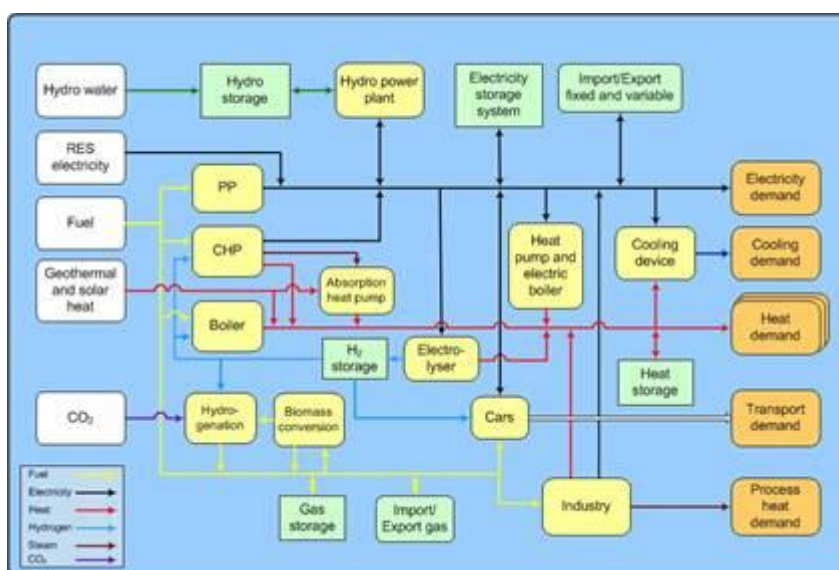 Hydro water
Hydro
storage
Hydro power
plant
Electricity
storage
system
Import/Export
fixed and variable
RES
electricity
PP
Electricity
demand
Fuel
CHP
Heat
pump and
electric
boiler
Cooling
device
Cooling
demand
Geothermal
and solar
heat
Absorption
heat pump
Boiler
H₂
storage
Electro-
lyser
Heat
demand
Heat
storage
CO₂
Hydro-
genation
Biomass
conversion
Cars
Transport
demand
Fuel
Electricity
Heat
Hydrogen
Steam
CO₂
Gas
storage
Import/
Export gas
Industry
Process
heat
demand